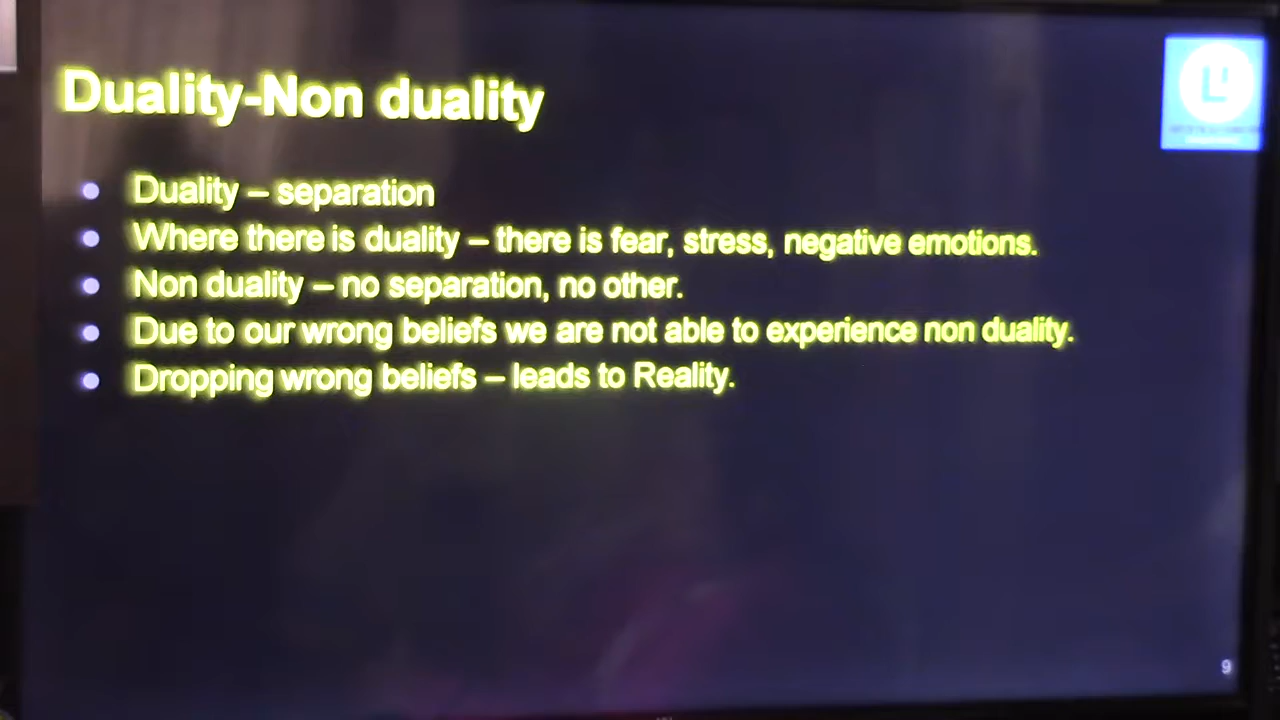 Duality-Non duality
Duality – separation
Where there is duality – there is fear, stress, negative emotions.
Non duality – no separation, no other.
Due to our wrong beliefs we are not able to experience non duality.
Dropping wrong beliefs – leads to Reality.
9